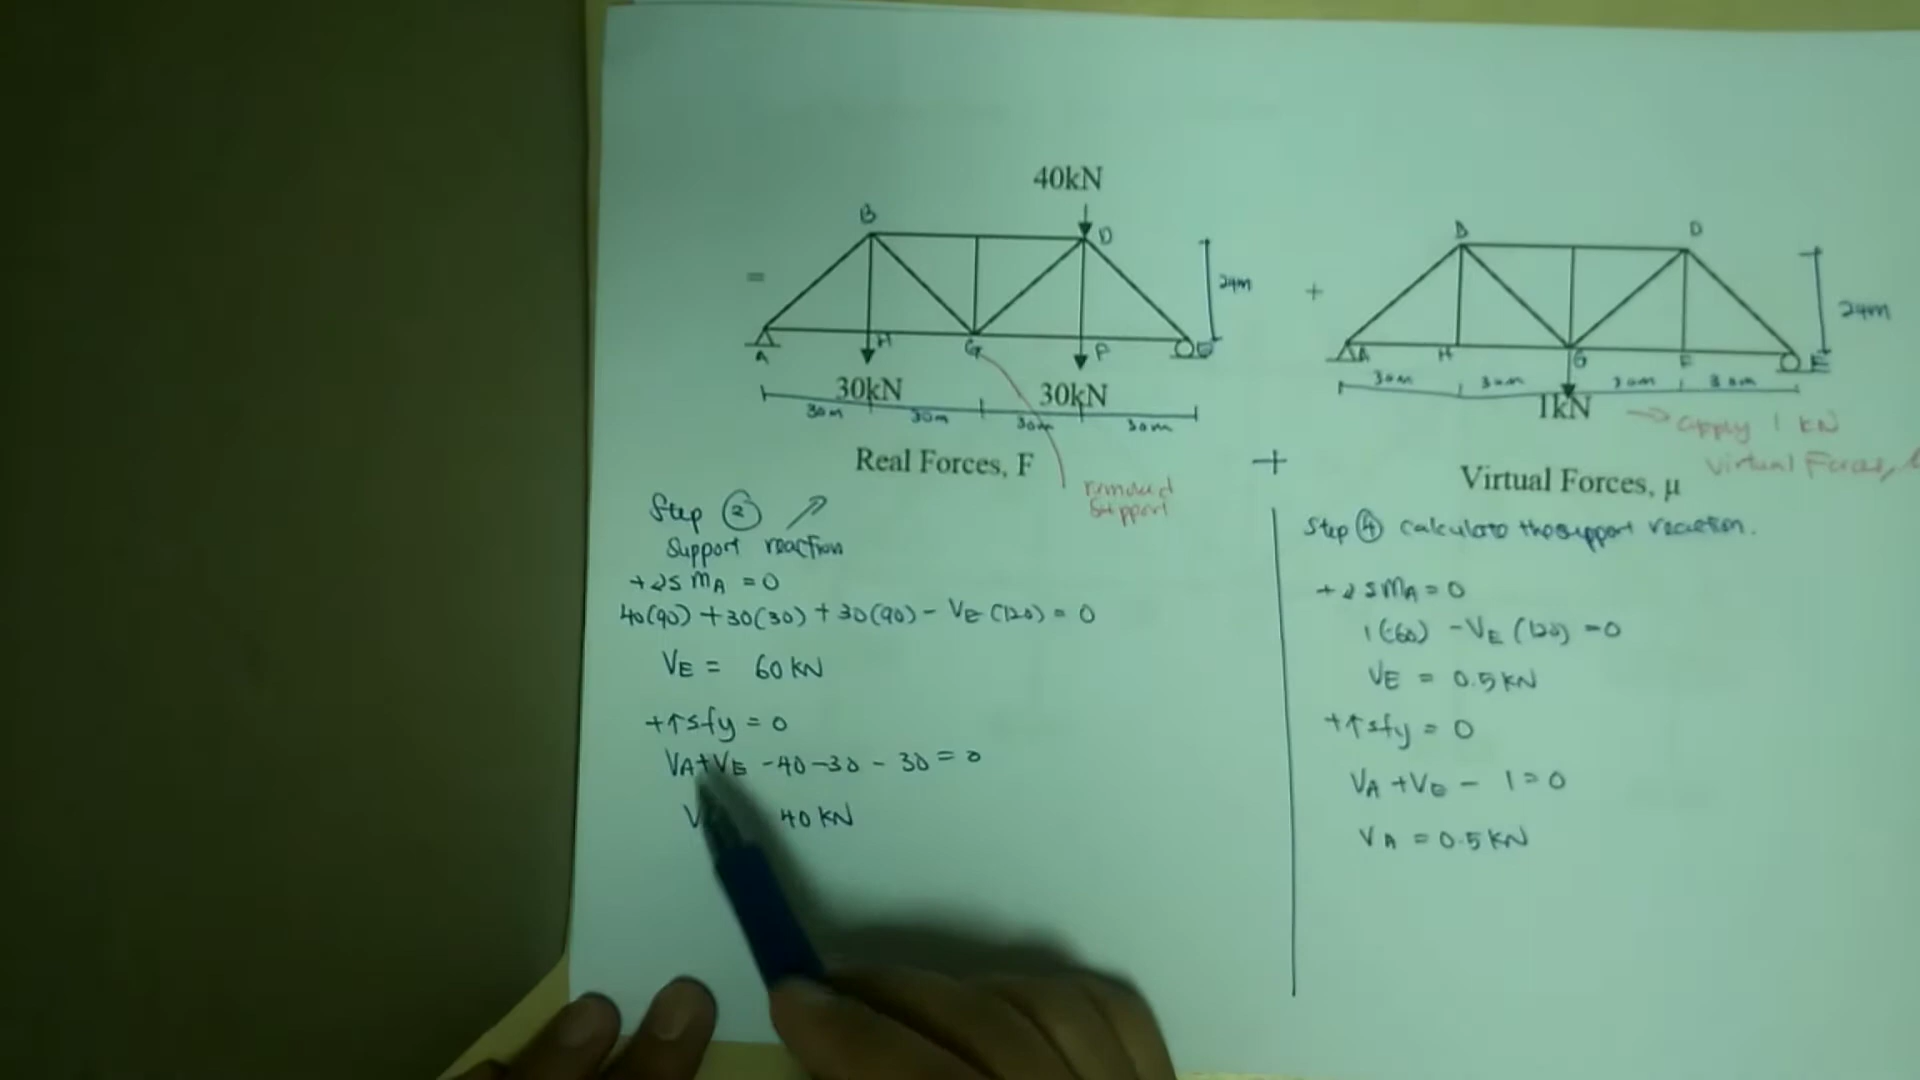 40kN
B
D
24m
=
A
H
G
F
E
30kN
30kN
30m
30m
30m
30m
Real Forces, F
removed
support
+
+
B
D
24m
A
H
G
F
E
30m
30m
30m
30m
1kN
→ apply 1 kN
virtual Forces,
Virtual Forces, μ
Step ②
Support reaction
MA = 0
40(90) + 30(30) + 30(90) - VE (120) = 0
VE = 60 kN
+↑ Σfy = 0
VA+VE -40-30 - 30 = 0
40 kN
Step ④ calculate the support reaction.
MA = 0
1(60) - VE (120) = 0
VE = 0.5 kN
+↑ Σfy = 0
VA + VE - 1 = 0
VA = 0.5 kN